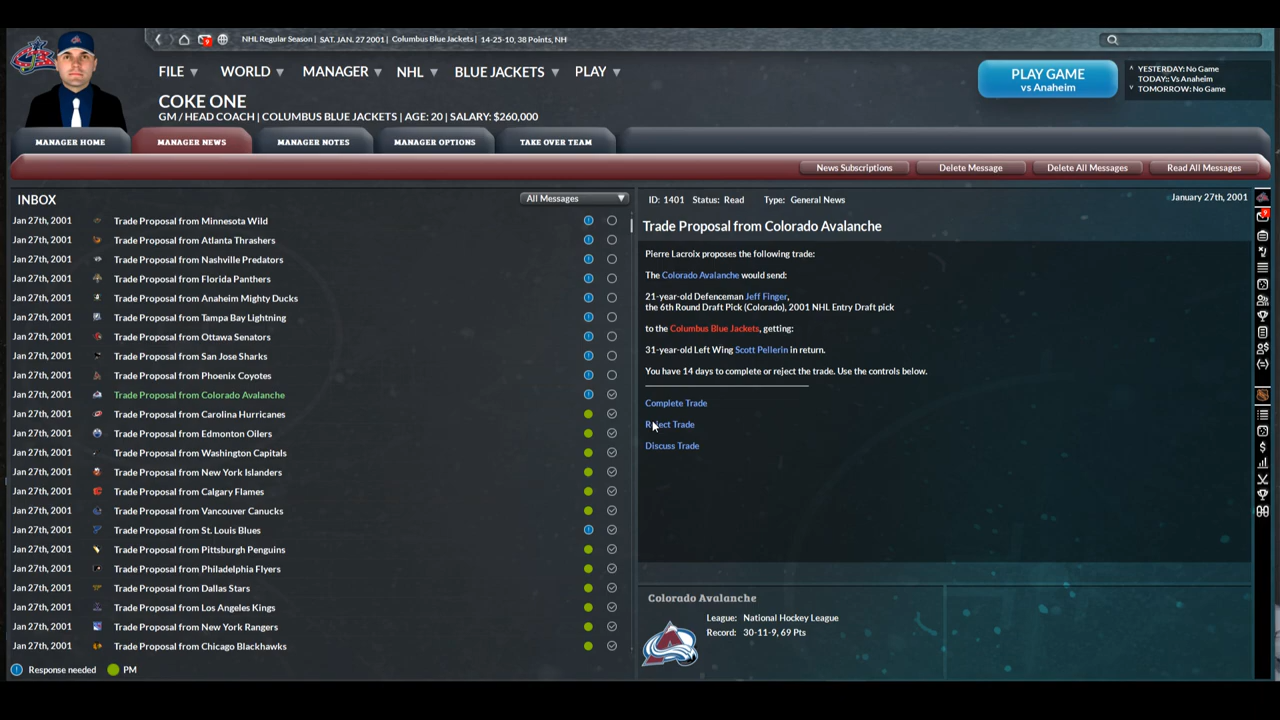 NHL Regular Season | SAT. JAN. 27 2001 | Columbus Blue Jackets | 14-25-10, 38 Points, NH
FILE WORLD MANAGER NHL BLUE JACKETS PLAY
PLAY GAME
vs Anaheim
YESTERDAY: No Game
TODAY:: Vs Anaheim
TOMORROW: No Game
COKE ONE
GM / HEAD COACH | COLUMBUS BLUE JACKETS | AGE: 20 | SALARY: $260,000
MANAGER HOME MANAGER NEWS MANAGER NOTES MANAGER OPTIONS TAKE OVER TEAM
News Subscriptions Delete Message Delete All Messages Read All Messages
INBOX All Messages
Jan 27th, 2001 Trade Proposal from Minnesota Wild
Jan 27th, 2001 Trade Proposal from Atlanta Thrashers
Jan 27th, 2001 Trade Proposal from Nashville Predators
Jan 27th, 2001 Trade Proposal from Florida Panthers
Jan 27th, 2001 Trade Proposal from Anaheim Mighty Ducks
Jan 27th, 2001 Trade Proposal from Tampa Bay Lightning
Jan 27th, 2001 Trade Proposal from Ottawa Senators
Jan 27th, 2001 Trade Proposal from San Jose Sharks
Jan 27th, 2001 Trade Proposal from Phoenix Coyotes
Jan 27th, 2001 Trade Proposal from Colorado Avalanche
Jan 27th, 2001 Trade Proposal from Carolina Hurricanes
Jan 27th, 2001 Trade Proposal from Edmonton Oilers
Jan 27th, 2001 Trade Proposal from Washington Capitals
Jan 27th, 2001 Trade Proposal from New York Islanders
Jan 27th, 2001 Trade Proposal from Calgary Flames
Jan 27th, 2001 Trade Proposal from Vancouver Canucks
Jan 27th, 2001 Trade Proposal from St. Louis Blues
Jan 27th, 2001 Trade Proposal from Pittsburgh Penguins
Jan 27th, 2001 Trade Proposal from Philadelphia Flyers
Jan 27th, 2001 Trade Proposal from Dallas Stars
Jan 27th, 2001 Trade Proposal from Los Angeles Kings
Jan 27th, 2001 Trade Proposal from New York Rangers
Jan 27th, 2001 Trade Proposal from Chicago Blackhawks
Response needed PM
ID: 1401 Status: Read Type: General News January 27th, 2001
Trade Proposal from Colorado Avalanche
Pierre Lacroix proposes the following trade:
The Colorado Avalanche would send:
21-year-old Defenceman Jeff Finger,
the 6th Round Draft Pick (Colorado), 2001 NHL Entry Draft pick
to the Columbus Blue Jackets, getting:
31-year-old Left Wing Scott Pellerin in return.
You have 14 days to complete or reject the trade. Use the controls below.
Complete Trade
Reject Trade
Discuss Trade
Colorado Avalanche
League: National Hockey League
Record: 30-11-9, 69 Pts